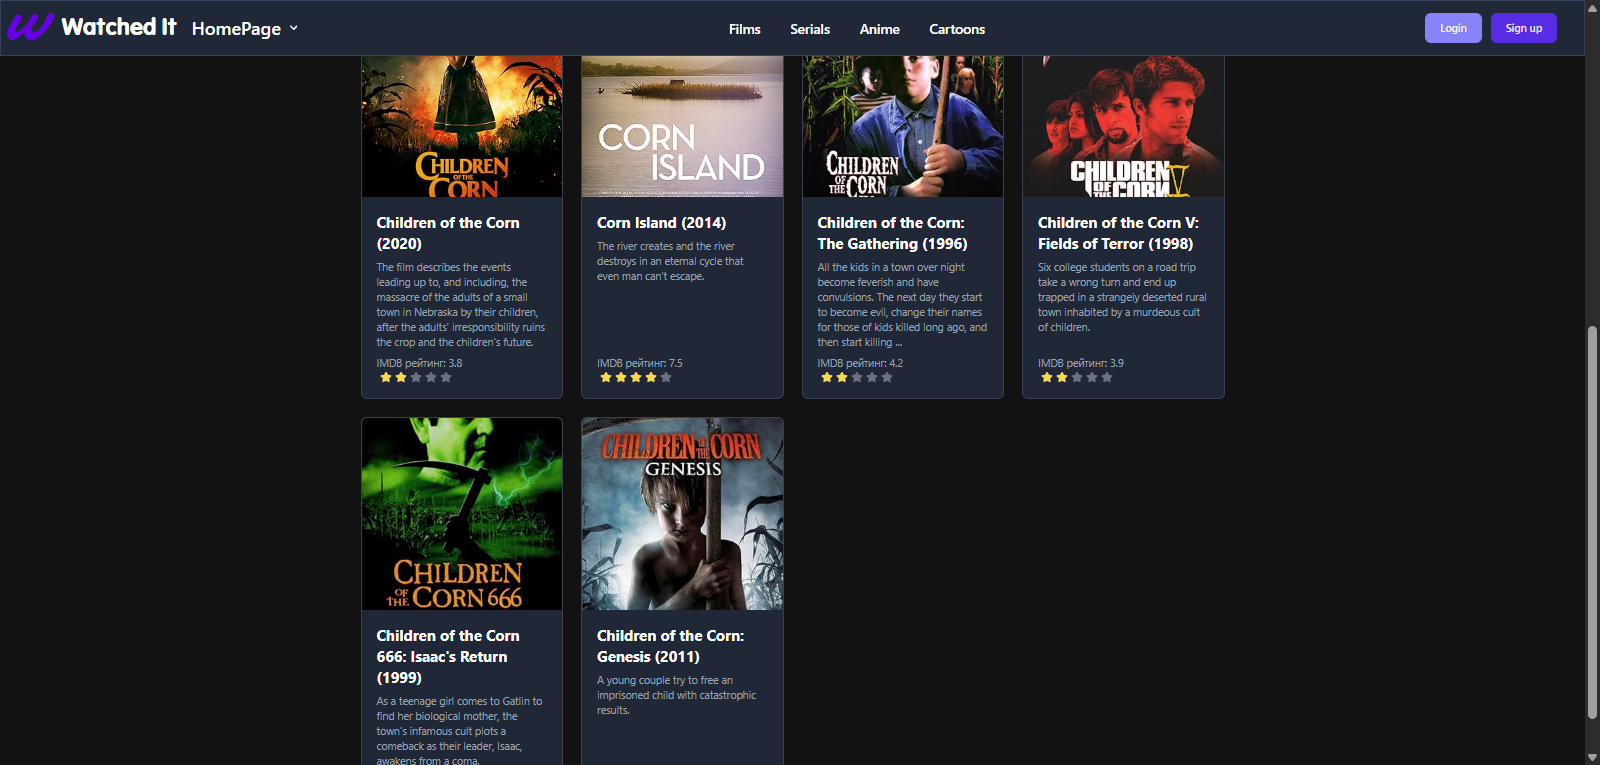 Watched It HomePage
Films Serials Anime Cartoons
Login Sign up
CHILDREN
OF THE
CORN
Children of the Corn
(2020)
The film describes the events
leading up to, and including, the
massacre of the adults of a small
town in Nebraska by their children,
after the adults' irresponsibility ruins
the crop and the children's future.
IMDB рейтинг: 3.8
CORN
ISLAND
Corn Island (2014)
The river creates and the river
destroys in an eternal cycle that
even man can't escape.
IMDB рейтинг: 7.5
CHILDREN
OF THE CORN
Children of the Corn:
The Gathering (1996)
All the kids in a town over night
become feverish and have
convulsions. The next day they start
to become evil, change their names
for those of kids killed long ago, and
then start killing ...
IMDB рейтинг: 4.2
CHILDREN
OF THE CORN V
Children of the Corn V:
Fields of Terror (1998)
Six college students on a road trip
take a wrong turn and end up
trapped in a strangely deserted rural
town inhabited by a murdeous cult
of children.
IMDB рейтинг: 3.9
CHILDREN
OF THE CORN 666
Children of the Corn
666: Isaac's Return
(1999)
As a teenage girl comes to Gatlin to
find her biological mother, the
town's infamous cult plots a
comeback as their leader, Isaac,
awakens from a coma.
CHILDREN OF THE CORN
GENESIS
Children of the Corn:
Genesis (2011)
A young couple try to free an
imprisoned child with catastrophic
results.